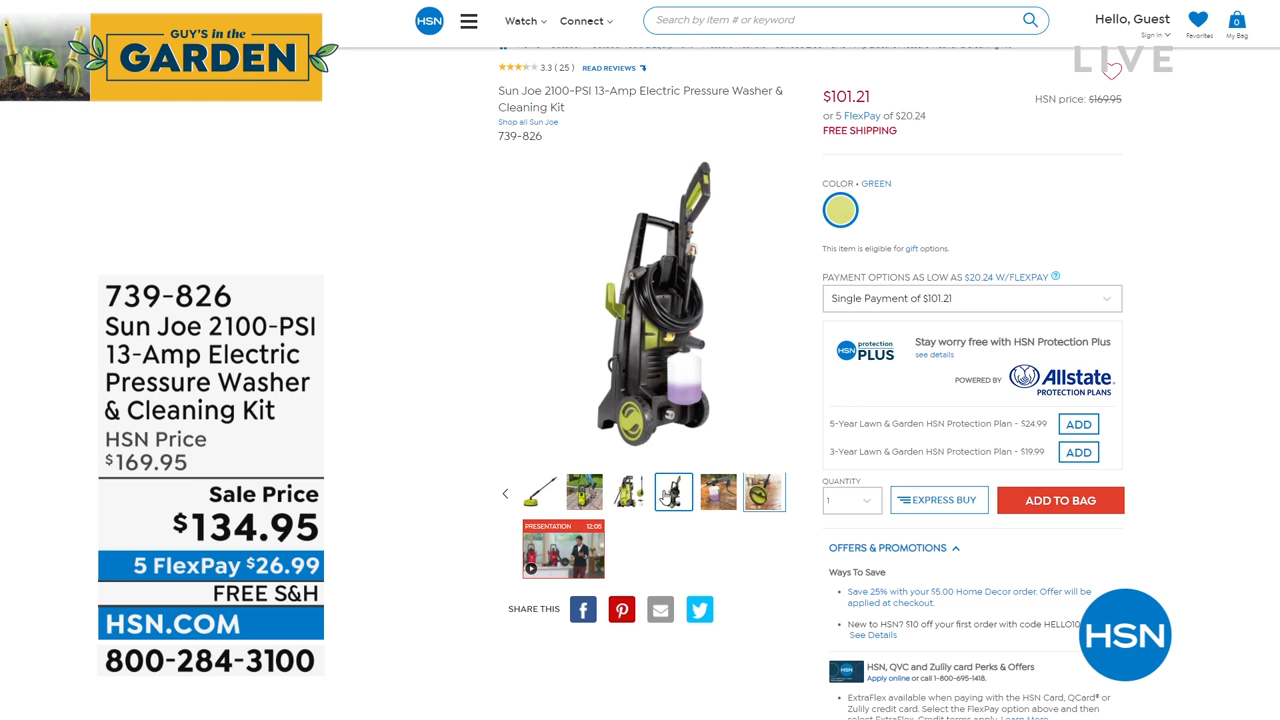 GUY'S in the
GARDEN
HSN
Watch
Connect
Search by item # or keyword
Hello, Guest
Sign in
Favorites
0
My Bag
LIVE
3.3 ( 25 )
READ REVIEWS
Sun Joe 2100-PSI 13-Amp Electric Pressure Washer &
Cleaning Kit
Shop all Sun Joe
739-826
$101.21
HSN price: $169.95
or 5 FlexPay of $20.24
FREE SHIPPING
COLOR • GREEN
This item is eligible for gift options.
PAYMENT OPTIONS AS LOW AS $20.24 W/FLEXPAY ?
Single Payment of $101.21
HSN protection
PLUS
Stay worry free with HSN Protection Plus
see details
POWERED BY
Allstate.
PROTECTION PLANS
5-Year Lawn & Garden HSN Protection Plan - $24.99
ADD
3-Year Lawn & Garden HSN Protection Plan - $19.99
ADD
QUANTITY
1
EXPRESS BUY
ADD TO BAG
PRESENTATION 12:05
SHARE THIS
OFFERS & PROMOTIONS
Ways To Save
• Save 25% with your $5.00 Home Decor order. Offer will be
applied at checkout.
• New to HSN? $10 off your first order with code HELLO10
See Details
HSN
HSN, QVC and Zulily card Perks & Offers
Apply online or call 1-800-695-1418.
• ExtraFlex available when paying with the HSN Card, QCard® or
Zulily credit card. Select the FlexPay option above and then
select ExtraFlex. Credit terms apply. Learn More
739-826
Sun Joe 2100-PSI
13-Amp Electric
Pressure Washer
& Cleaning Kit
HSN Price
$169.95
Sale Price
$134.95
5 FlexPay $26.99
FREE S&H
HSN.COM
800-284-3100
HSN